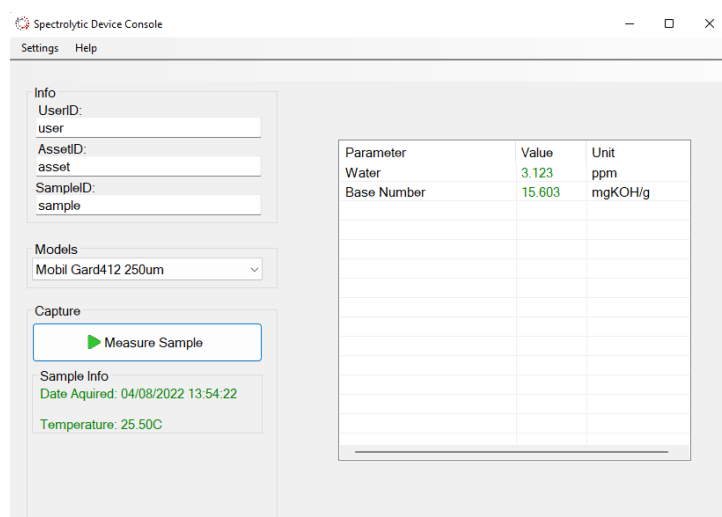 Spectrolytic Device Console
Settings Help
Info
UserID:
user
AssetID:
asset
SampleID:
sample
Models
Mobil Gard412 250um
Capture
Measure Sample
Sample Info
Date Aquired: 04/08/2022 13:54:22
Temperature: 25.50C
Parameter Value Unit
Water 3.123 ppm
Base Number 15.603 mgKOH/g